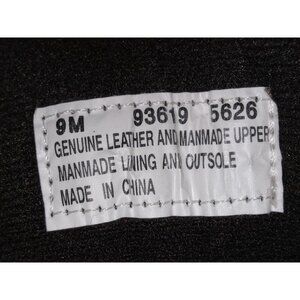 9M 93619 5626
GENUINE LEATHER AND MANMADE UPPER
MANMADE LINING AND OUTSOLE
MADE IN CHINA